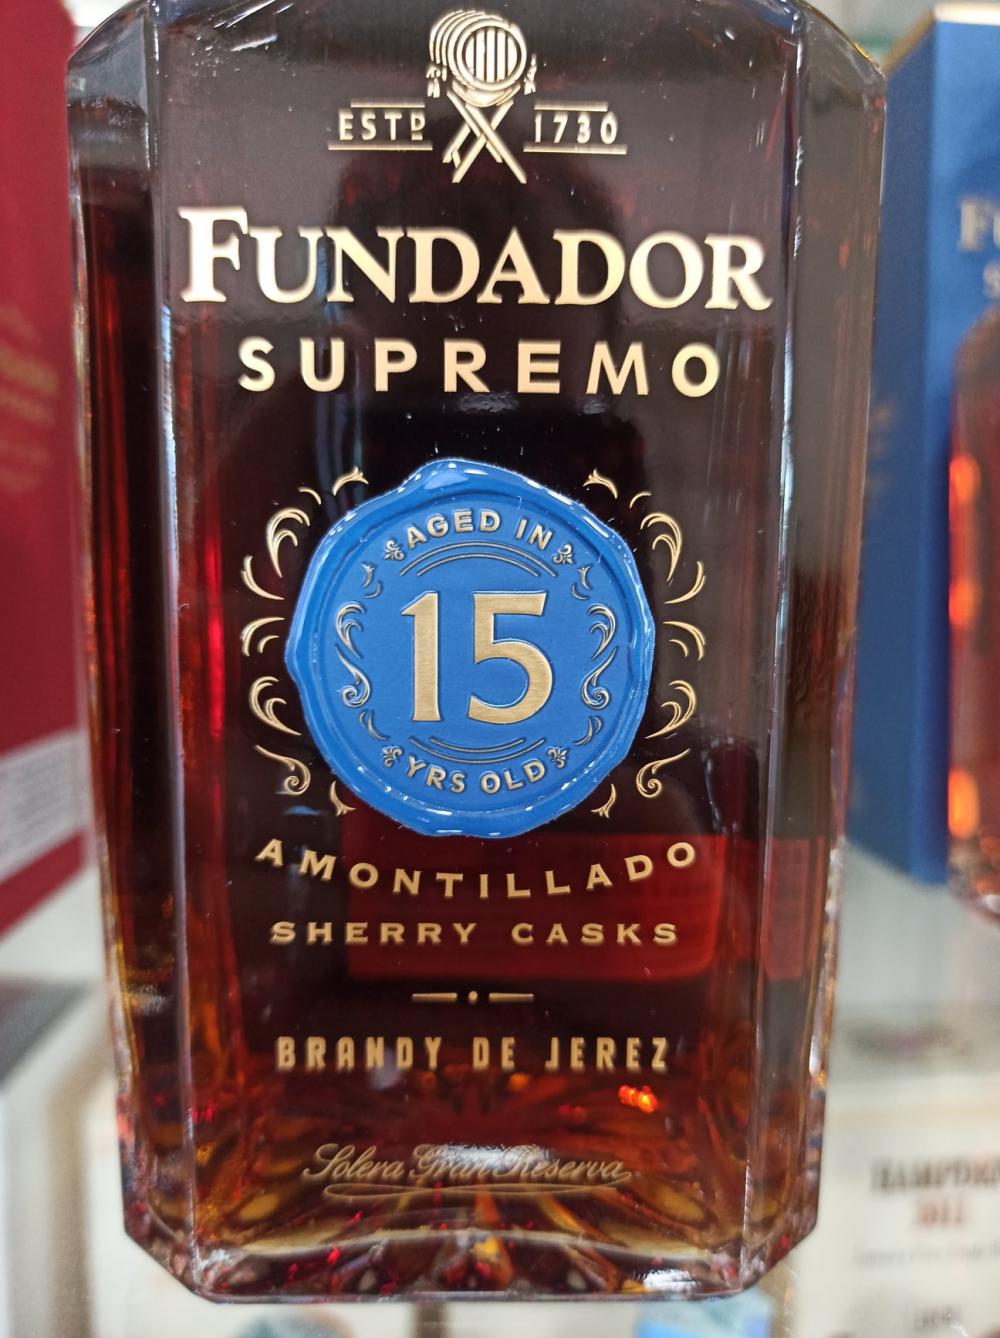 ESTD 1730
FUNDADOR
SUPREMO
AGED IN
15
YRS OLD
AMONTILLADO
SHERRY CASKS
BRANDY DE JEREZ
Solera Gran Reserva